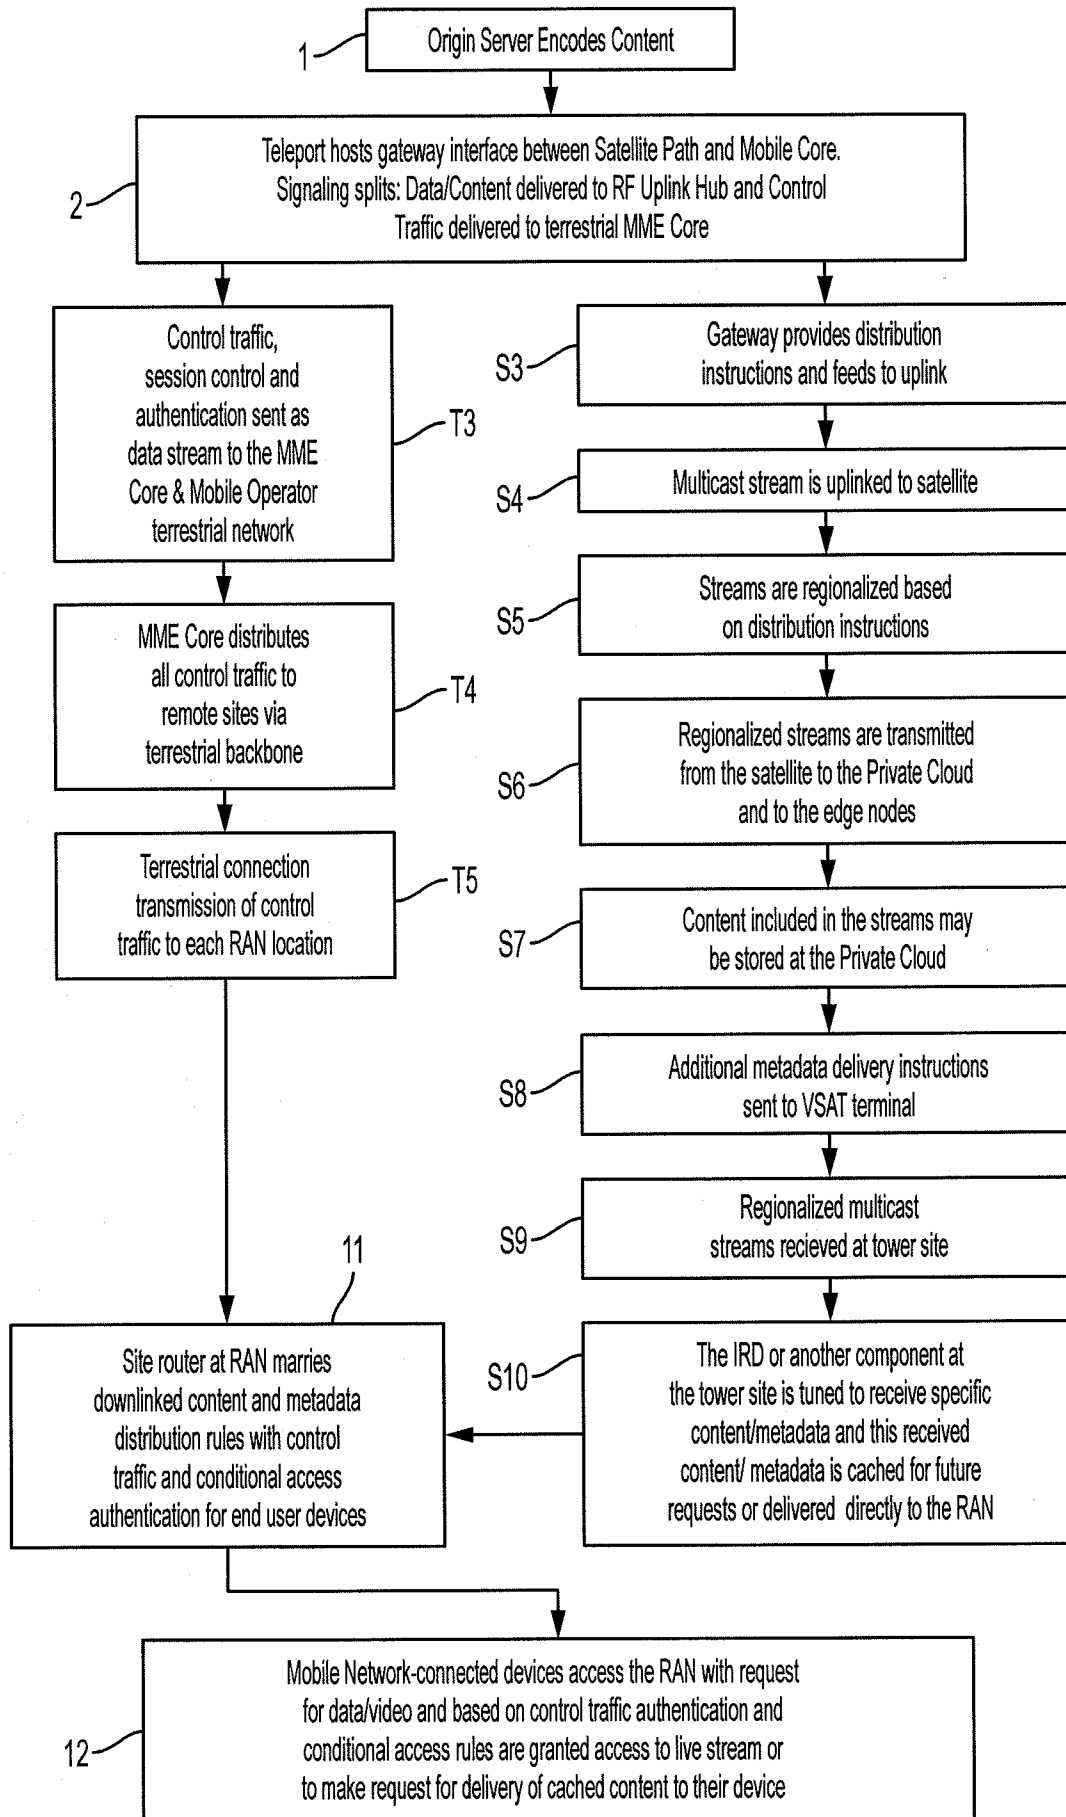 1
Origin Server Encodes Content
2
Teleport hosts gateway interface between Satellite Path and Mobile Core.
Signaling splits: Data/Content delivered to RF Uplink Hub and Control
Traffic delivered to terrestrial MME Core
Control traffic,
session control and
authentication sent as
data stream to the MME
Core & Mobile Operator
terrestrial network
T3
MME Core distributes
all control traffic to
remote sites via
terrestrial backbone
T4
Terrestrial connection
transmission of control
traffic to each RAN location
T5
S3
Gateway provides distribution
instructions and feeds to uplink
S4
Multicast stream is uplinked to satellite
S5
Streams are regionalized based
on distribution instructions
S6
Regionalized streams are transmitted
from the satellite to the Private Cloud
and to the edge nodes
S7
Content included in the streams may
be stored at the Private Cloud
S8
Additional metadata delivery instructions
sent to VSAT terminal
S9
Regionalized multicast
streams recieved at tower site
S10
The IRD or another component at
the tower site is tuned to receive specific
content/metadata and this received
content/ metadata is cached for future
requests or delivered directly to the RAN
11
Site router at RAN marries
downlinked content and metadata
distribution rules with control
traffic and conditional access
authentication for end user devices
12
Mobile Network-connected devices access the RAN with request
for data/video and based on control traffic authentication and
conditional access rules are granted access to live stream or
to make request for delivery of cached content to their device